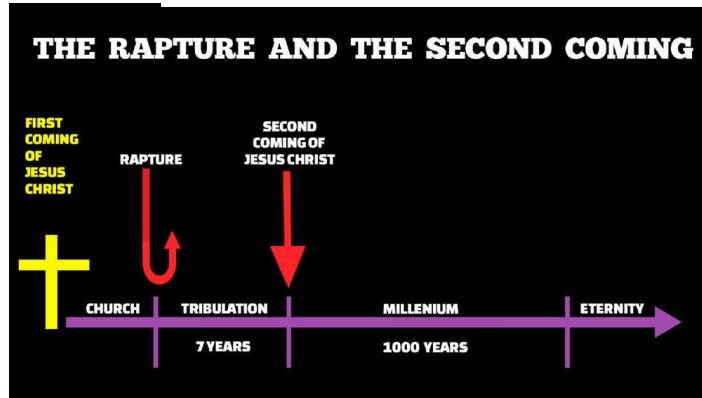 THE RAPTURE AND THE SECOND COMING
FIRST
COMING
OF
JESUS
CHRIST
RAPTURE
SECOND
COMING OF
JESUS CHRIST
CHURCH
TRIBULATION
MILLENIUM
ETERNITY
7 YEARS
1000 YEARS